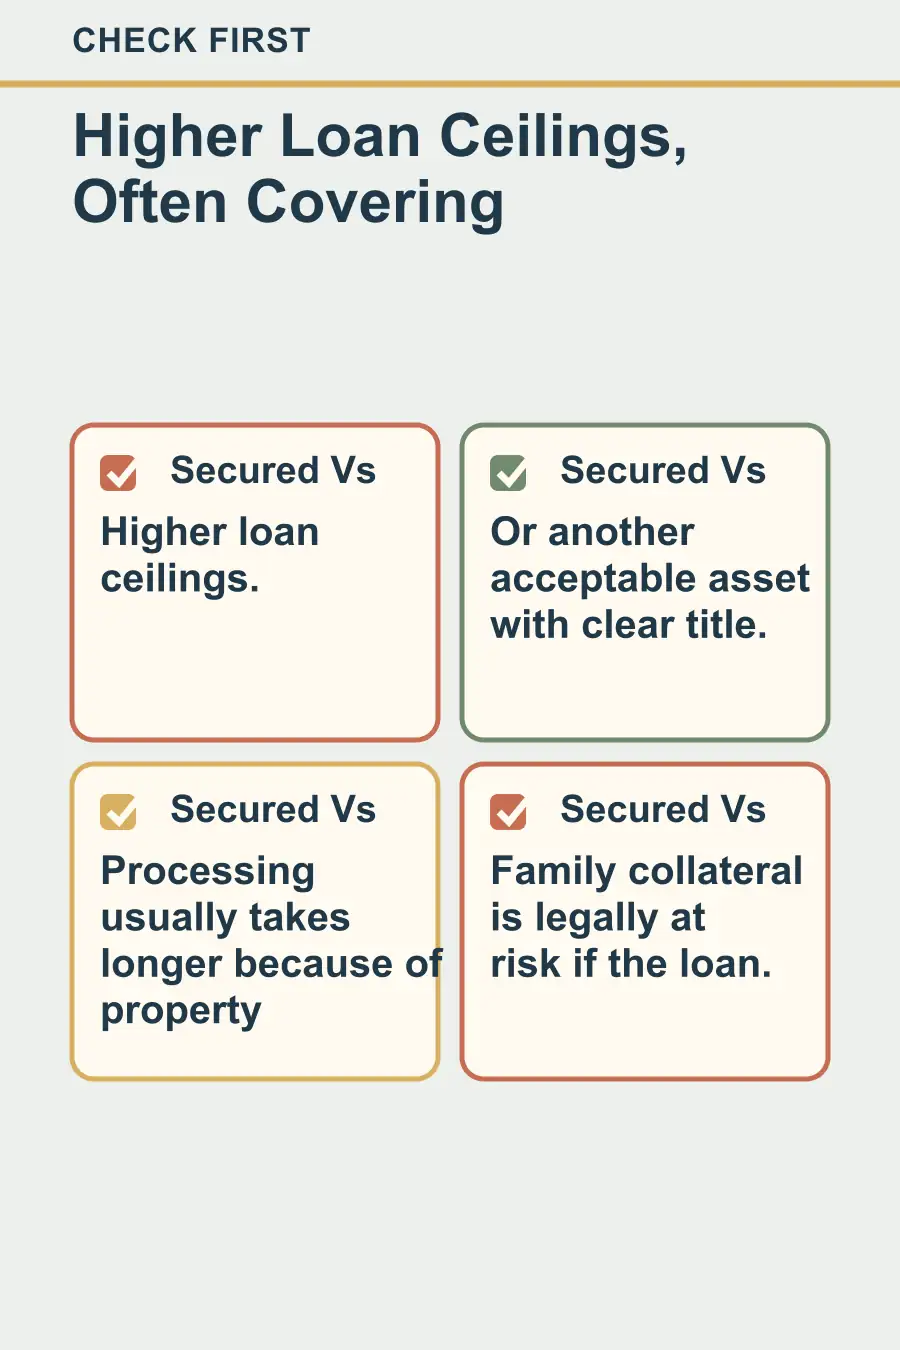 CHECK FIRST
Higher Loan Ceilings,
Often Covering
Secured Vs
Higher loan
ceilings.
Secured Vs
Or another
acceptable asset
with clear title.
Secured Vs
Processing
usually takes
longer because of
property
Secured Vs
Family collateral
is legally at
risk if the loan.